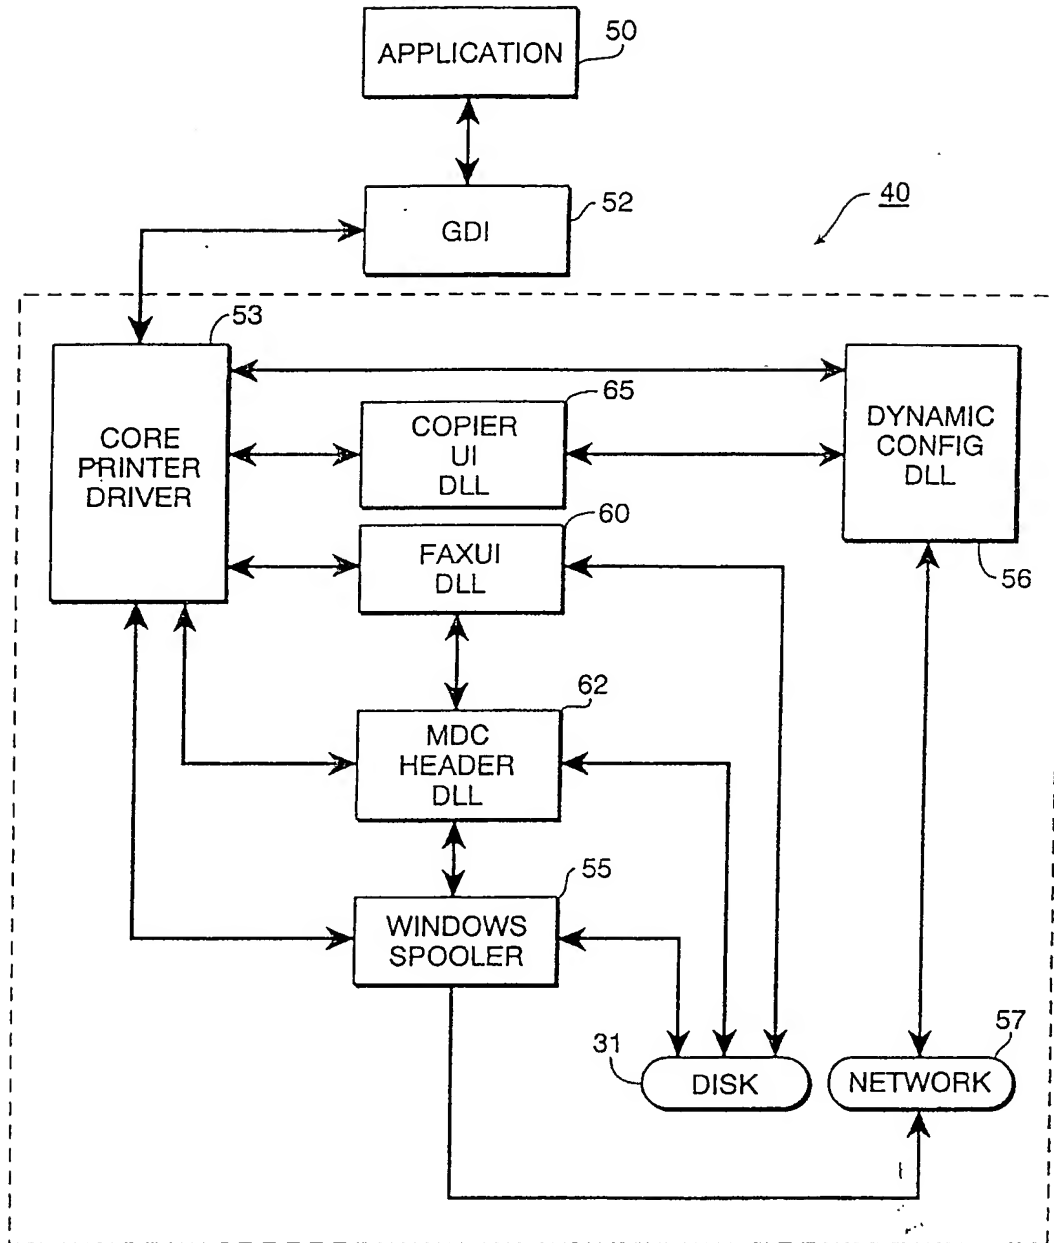 APPLICATION
50
GDI
52
40
53
CORE
PRINTER
DRIVER
65
COPIER
UI
DLL
DYNAMIC
CONFIG
DLL
56
60
FAXUI
DLL
62
MDC
HEADER
DLL
55
WINDOWS
SPOOLER
31
DISK
57
NETWORK